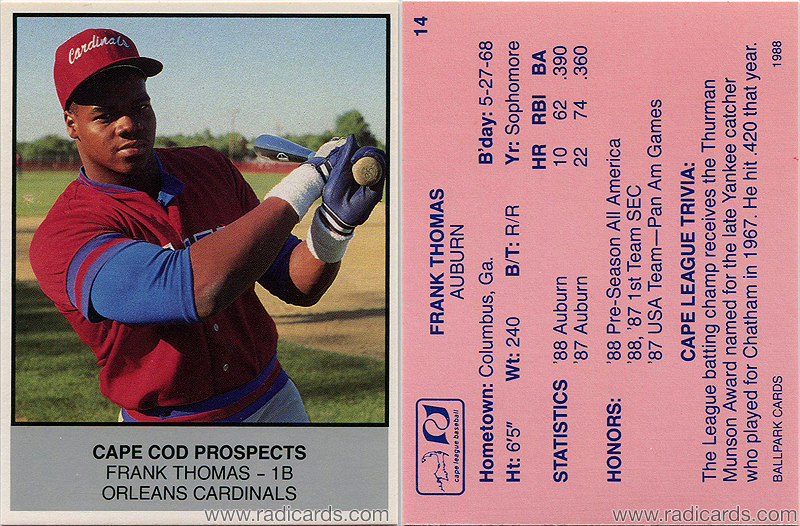 Cardinals
CAPE COD PROSPECTS
FRANK THOMAS – 1B
ORLEANS CARDINALS
www.radicards.com
14
cape league baseball
FRANK THOMAS
AUBURN
Hometown: Columbus, Ga. B'day: 5-27-68
Ht: 6'5" Wt: 240 B/T: R/R Yr: Sophomore
STATISTICS HR RBI BA
'88 Auburn 10 62 .390
'87 Auburn 22 74 .360
HONORS: '88 Pre-Season All America
'88, '87 1st Team SEC
'87 USA Team—Pan Am Games
CAPE LEAGUE TRIVIA:
The League batting champ receives the Thurman
Munson Award named for the late Yankee catcher
who played for Chatham in 1967. He hit .420 that year.
BALLPARK CARDS 1988
www.radicards.com